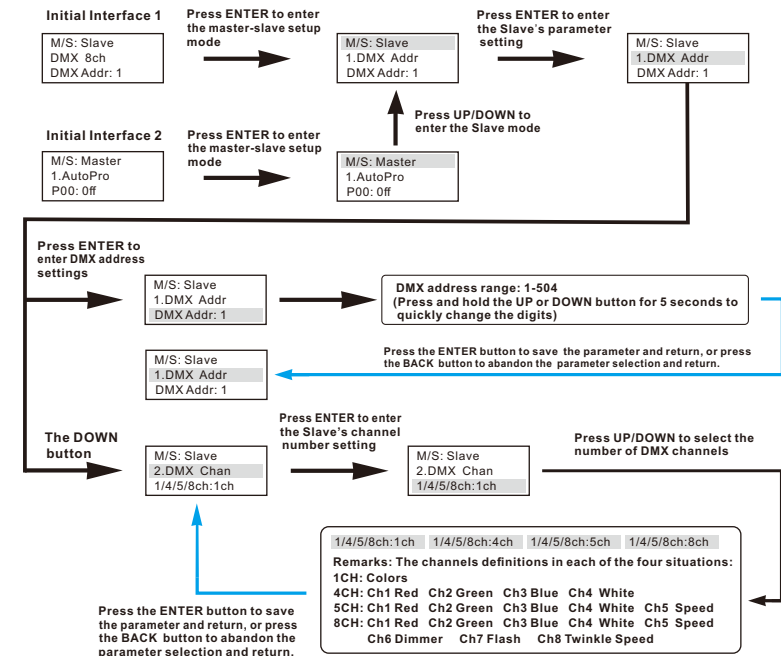 Initial Interface 1
M/S: Slave
DMX 8ch
DMX Addr: 1
Press ENTER to enter
the master-slave setup
mode
M/S: Slave
1.DMX Addr
DMX Addr: 1
Press ENTER to enter
the Slave's parameter
setting
M/S: Slave
1.DMX Addr
DMX Addr: 1
Press UP/DOWN to
enter the Slave mode
Initial Interface 2
M/S: Master
1.AutoPro
P00: 0ff
Press ENTER to enter
the master-slave setup
mode
M/S: Master
1.AutoPro
P00: 0ff
Press ENTER to
enter DMX address
settings
M/S: Slave
1.DMX Addr
DMX Addr: 1
DMX address range: 1-504
(Press and hold the UP or DOWN button for 5 seconds to
quickly change the digits)
Press the ENTER button to save the parameter and return, or press
the BACK button to abandon the parameter selection and return.
M/S: Slave
1.DMX Addr
DMX Addr: 1
The DOWN
button
M/S: Slave
2.DMX Chan
1/4/5/8ch:1ch
Press ENTER to enter
the Slave's channel
number setting
M/S: Slave
2.DMX Chan
1/4/5/8ch:1ch
Press UP/DOWN to select the
number of DMX channels
1/4/5/8ch:1ch 1/4/5/8ch:4ch 1/4/5/8ch:5ch 1/4/5/8ch:8ch
Remarks: The channels definitions in each of the four situations:
1CH: Colors
4CH: Ch1 Red Ch2 Green Ch3 Blue Ch4 White
5CH: Ch1 Red Ch2 Green Ch3 Blue Ch4 White Ch5 Speed
8CH: Ch1 Red Ch2 Green Ch3 Blue Ch4 White Ch5 Speed
Ch6 Dimmer Ch7 Flash Ch8 Twinkle Speed
Press the ENTER button to save
the parameter and return, or press
the BACK button to abandon the
parameter selection and return.